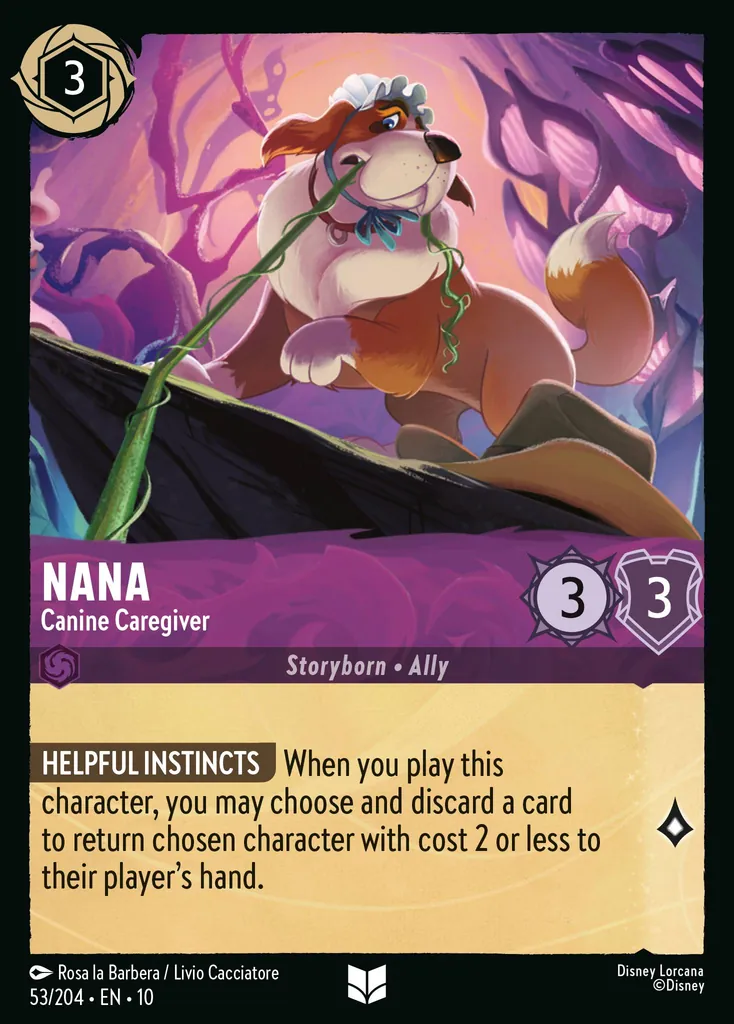 3
NANA
Canine Caregiver
3
3
Storyborn • Ally
HELPFUL INSTINCTS When you play this
character, you may choose and discard a card
to return chosen character with cost 2 or less to
their player's hand.
Rosa la Barbera / Livio Cacciatore
53/204 • EN • 10
Disney Lorcana
©Disney